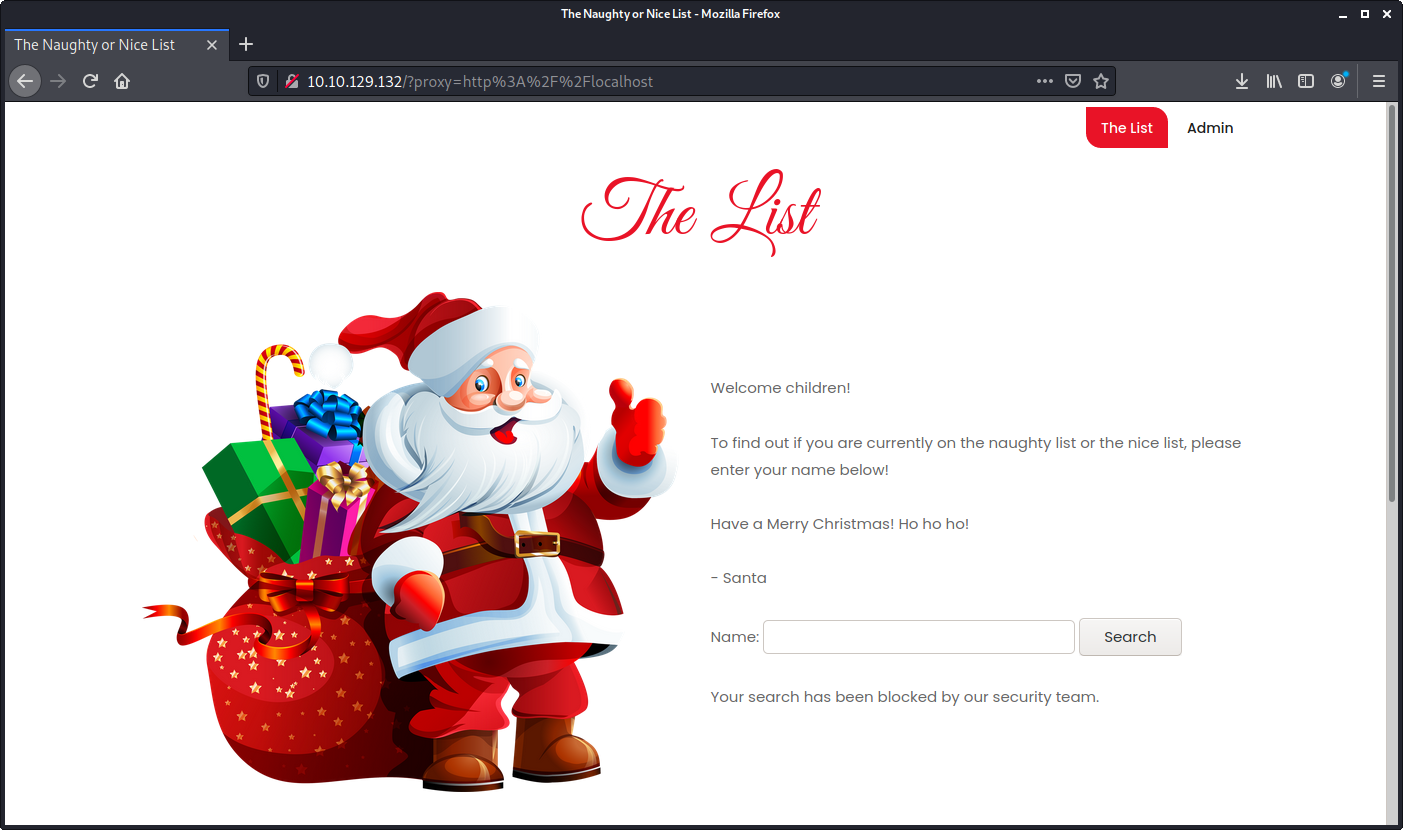 The Naughty or Nice List - Mozilla Firefox
The Naughty or Nice List
10.10.129.132/?proxy=http%3A%2F%2Flocalhost
The List Admin
The List
Welcome children!
To find out if you are currently on the naughty list or the nice list, please
enter your name below!
Have a Merry Christmas! Ho ho ho!
- Santa
Name: Search
Your search has been blocked by our security team.